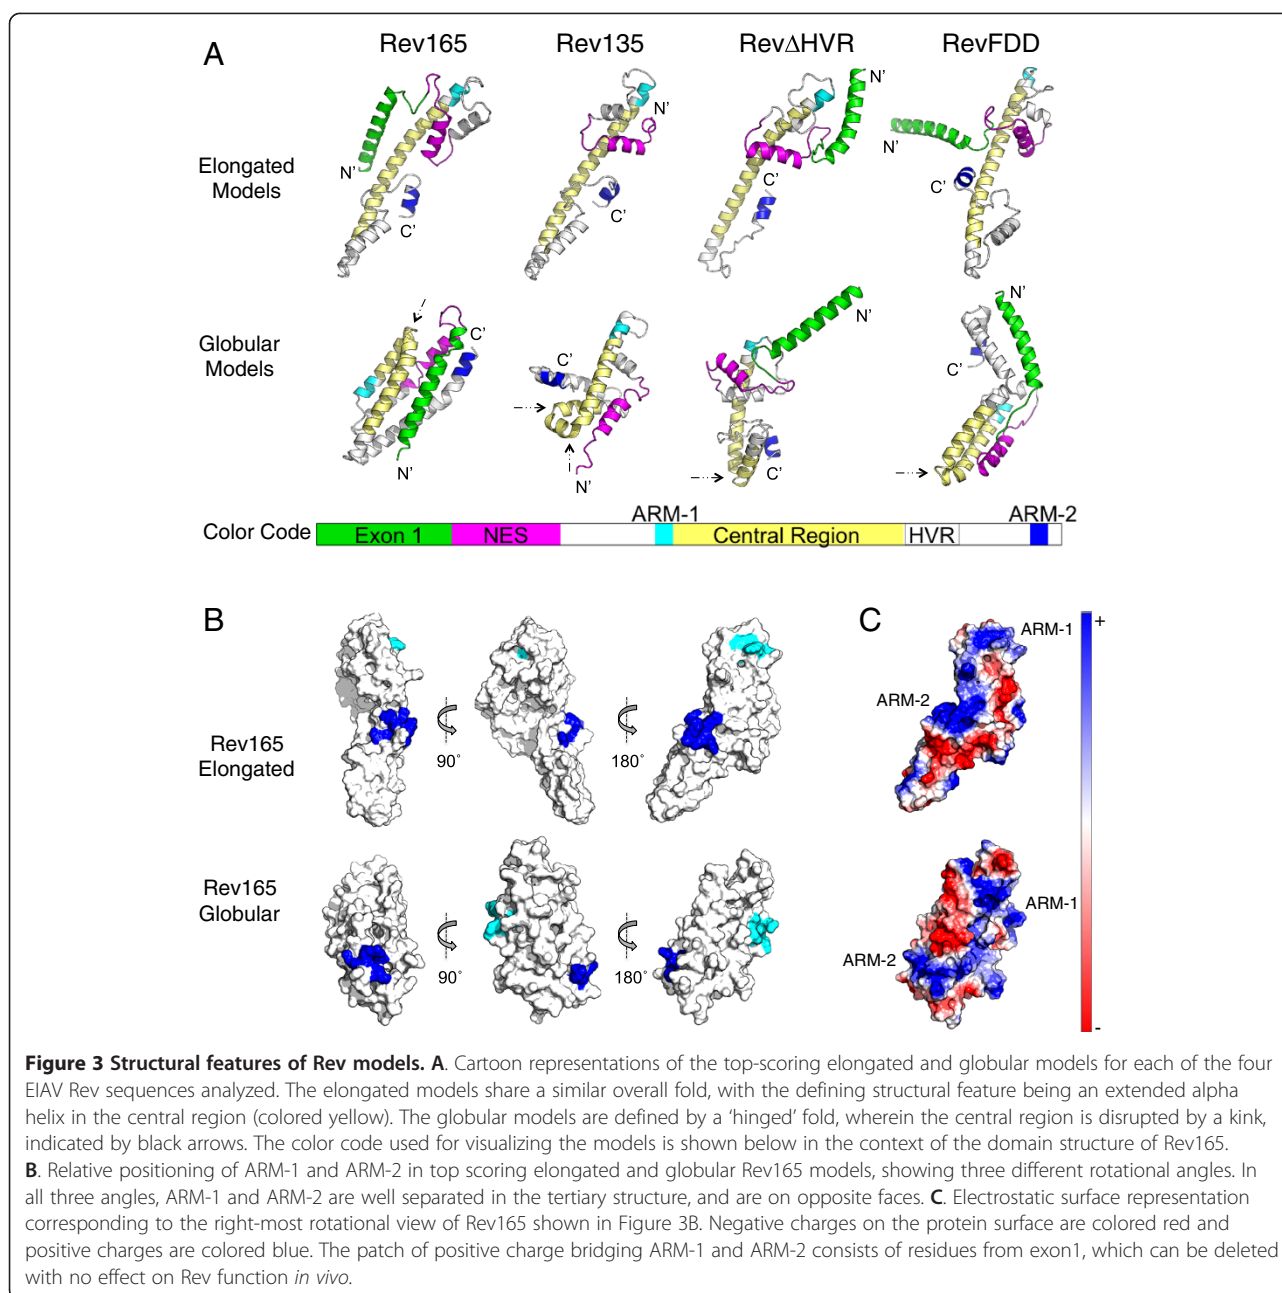 A
Rev165
Rev135
RevΔHVR
RevFDD
Elongated
Models
N'
C'
N'
C'
N'
C'
N'
C'
Globular
Models
C'
N'
C'
N'
N'
C'
N'
C'
Color Code
Exon 1
NES
ARM-1
Central Region
HVR
ARM-2
B
Rev165
Elongated
90°
180°
Rev165
Globular
90°
180°
C
ARM-1
ARM-2
ARM-1
ARM-2
+
-
Figure 3 Structural features of Rev models. A. Cartoon representations of the top-scoring elongated and globular models for each of the four
EIAV Rev sequences analyzed. The elongated models share a similar overall fold, with the defining structural feature being an extended alpha
helix in the central region (colored yellow). The globular models are defined by a ‘hinged’ fold, wherein the central region is disrupted by a kink,
indicated by black arrows. The color code used for visualizing the models is shown below in the context of the domain structure of Rev165.
B. Relative positioning of ARM-1 and ARM-2 in top scoring elongated and globular Rev165 models, showing three different rotational angles. In
all three angles, ARM-1 and ARM-2 are well separated in the tertiary structure, and are on opposite faces. C. Electrostatic surface representation
corresponding to the right-most rotational view of Rev165 shown in Figure 3B. Negative charges on the protein surface are colored red and
positive charges are colored blue. The patch of positive charge bridging ARM-1 and ARM-2 consists of residues from exon1, which can be deleted
with no effect on Rev function in vivo.